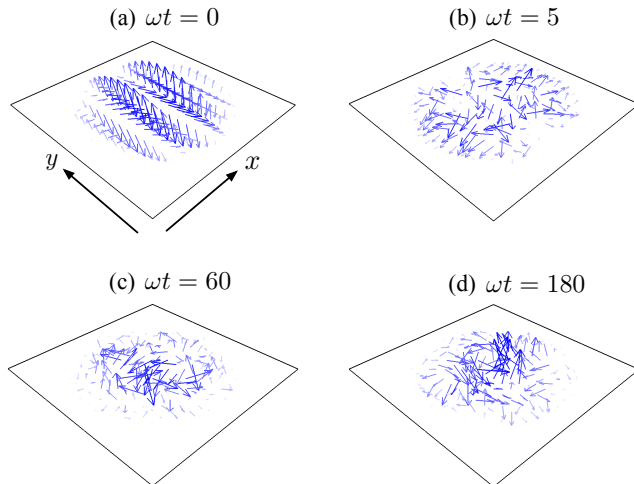 (a) ωt = 0
(b) ωt = 5
y
x
(c) ωt = 60
(d) ωt = 180